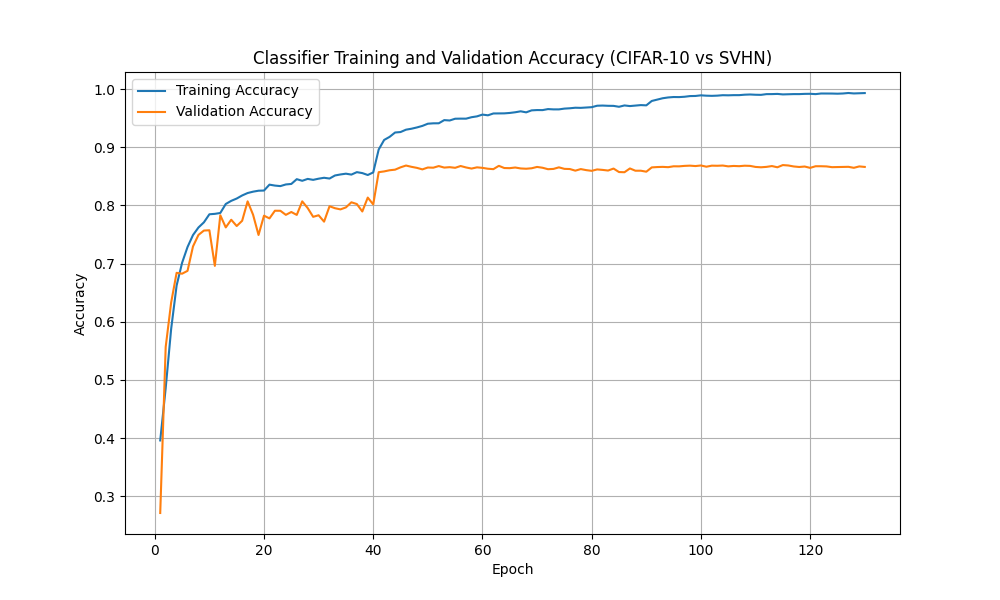 Classifier Training and Validation Accuracy (CIFAR-10 vs SVHN)
Training Accuracy
Validation Accuracy
Accuracy
1.0
0.9
0.8
0.7
0.6
0.5
0.4
0.3
0 20 40 60 80 100 120
Epoch